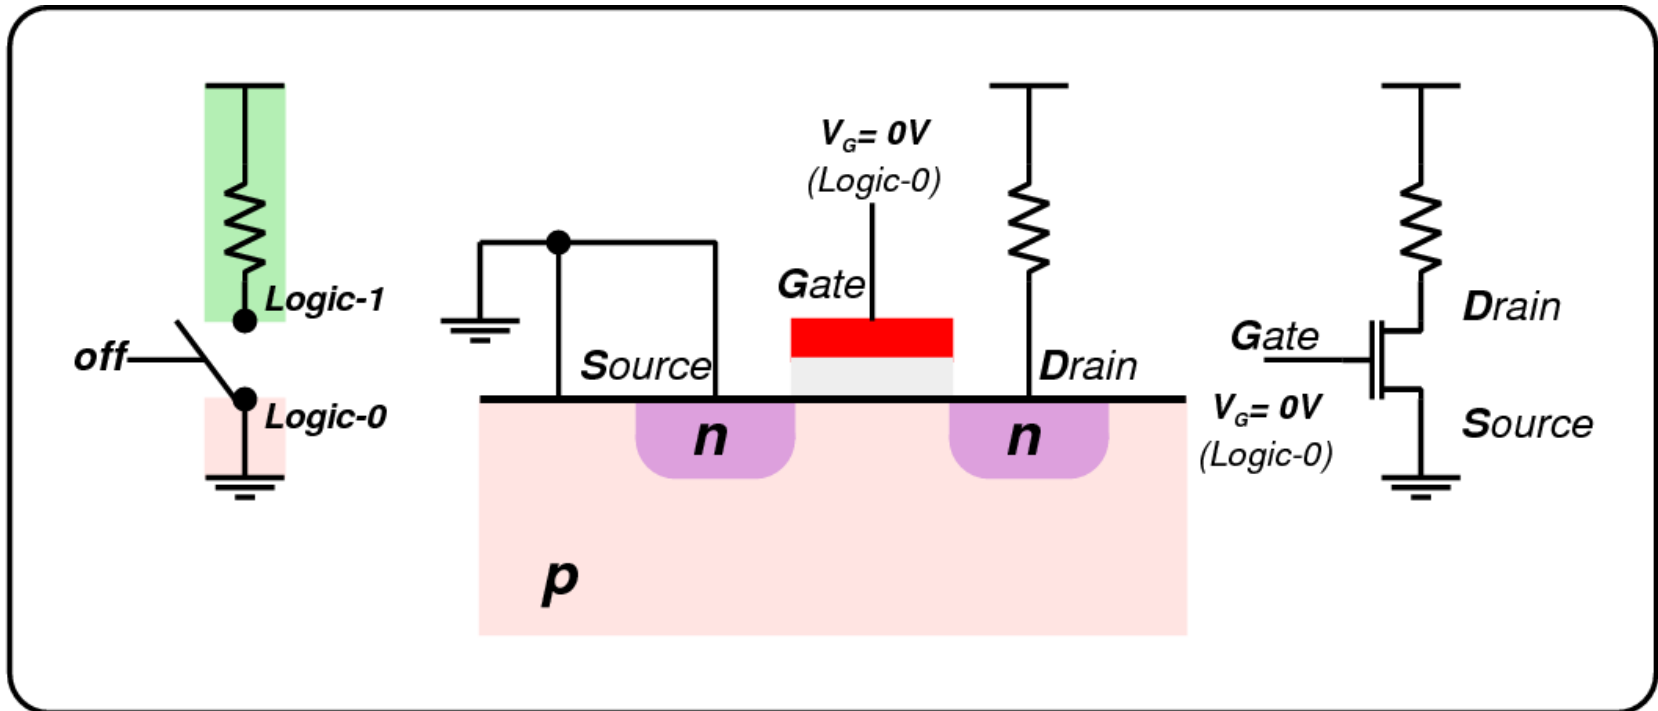 Logic-1
off
Logic-0
V_G= 0V
(Logic-0)
Gate
Source
Drain
n
n
p
Drain
Gate
V_G= 0V
(Logic-0)
Source